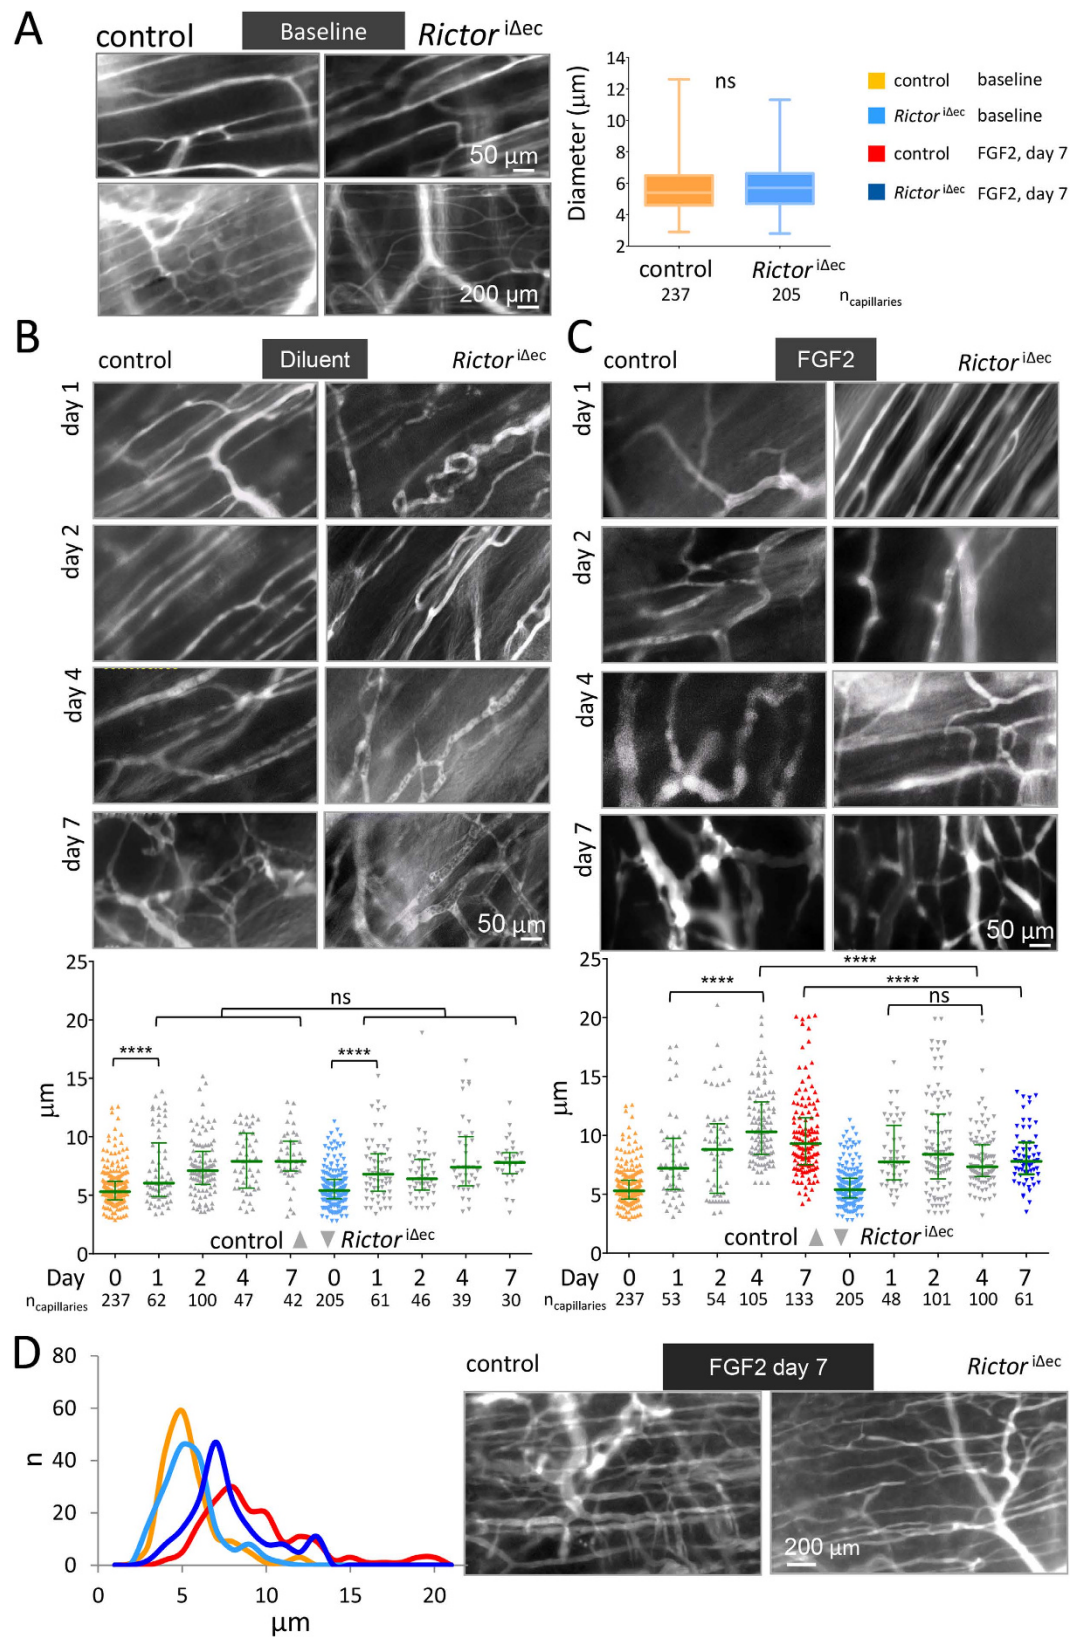 A
control Baseline Rictor iΔec
50 µm
200 µm
Diameter (µm)
14
12
10
8
6
4
2
ns
control Rictor iΔec
237 205 ncapillaries
control baseline
Rictor iΔec baseline
control FGF2, day 7
Rictor iΔec FGF2, day 7
B
control Diluent Rictor iΔec
day 1
day 2
day 4
day 7
50 µm
25
20
15
10
5
0
µm
ns
**** ****
control Rictor iΔec
Day 0 1 2 4 7 0 1 2 4 7
ncapillaries 237 62 100 47 42 205 61 46 39 30
C
control FGF2 Rictor iΔec
day 1
day 2
day 4
day 7
50 µm
25
20
15
10
5
0
µm
****
**** ****
ns
control Rictor iΔec
0 1 2 4 7 0 1 2 4 7 Day
ncapillaries 237 53 54 105 133 205 48 101 100 61
D
80
60
40
20
0
n
0 5 10 15 20
µm
control FGF2 day 7 Rictor iΔec
200 µm